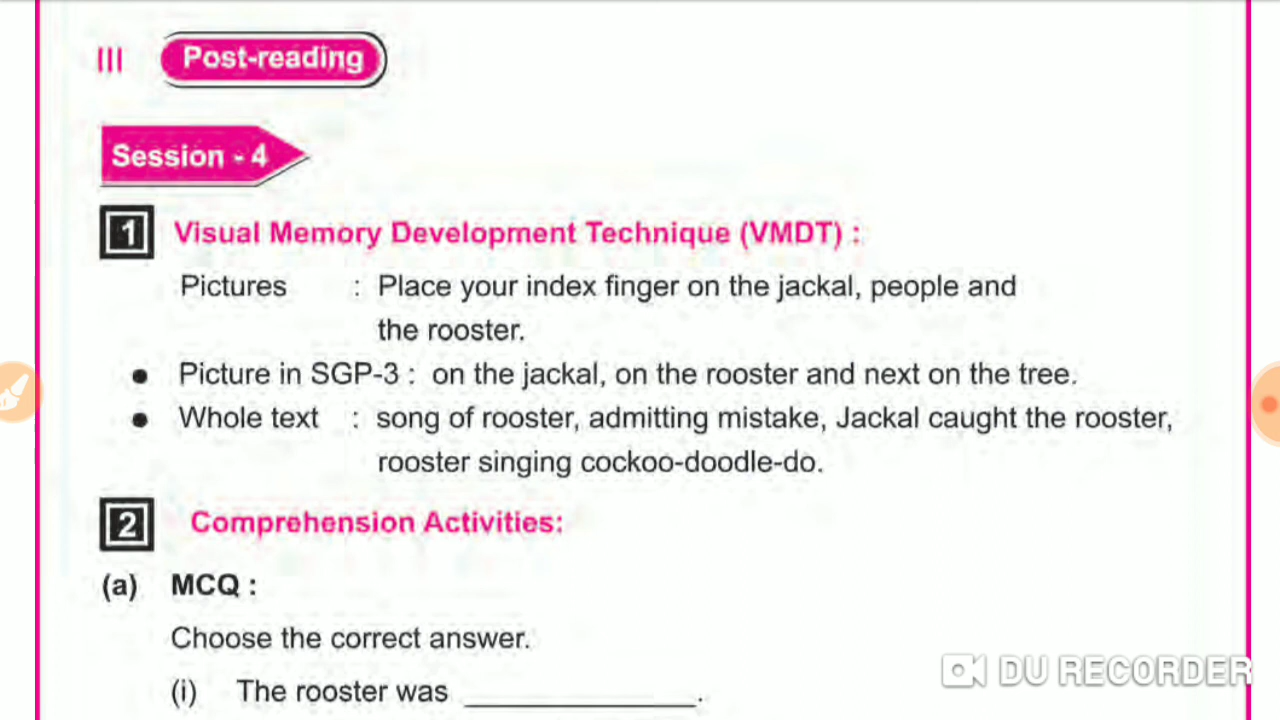 III Post-reading
Session - 4
1 Visual Memory Development Technique (VMDT) :
Pictures : Place your index finger on the jackal, people and
the rooster.
● Picture in SGP-3 : on the jackal, on the rooster and next on the tree.
● Whole text : song of rooster, admitting mistake, Jackal caught the rooster,
rooster singing cockoo-doodle-do.
2 Comprehension Activities:
(a) MCQ :
Choose the correct answer.
(i) The rooster was ______________.
DU RECORDER